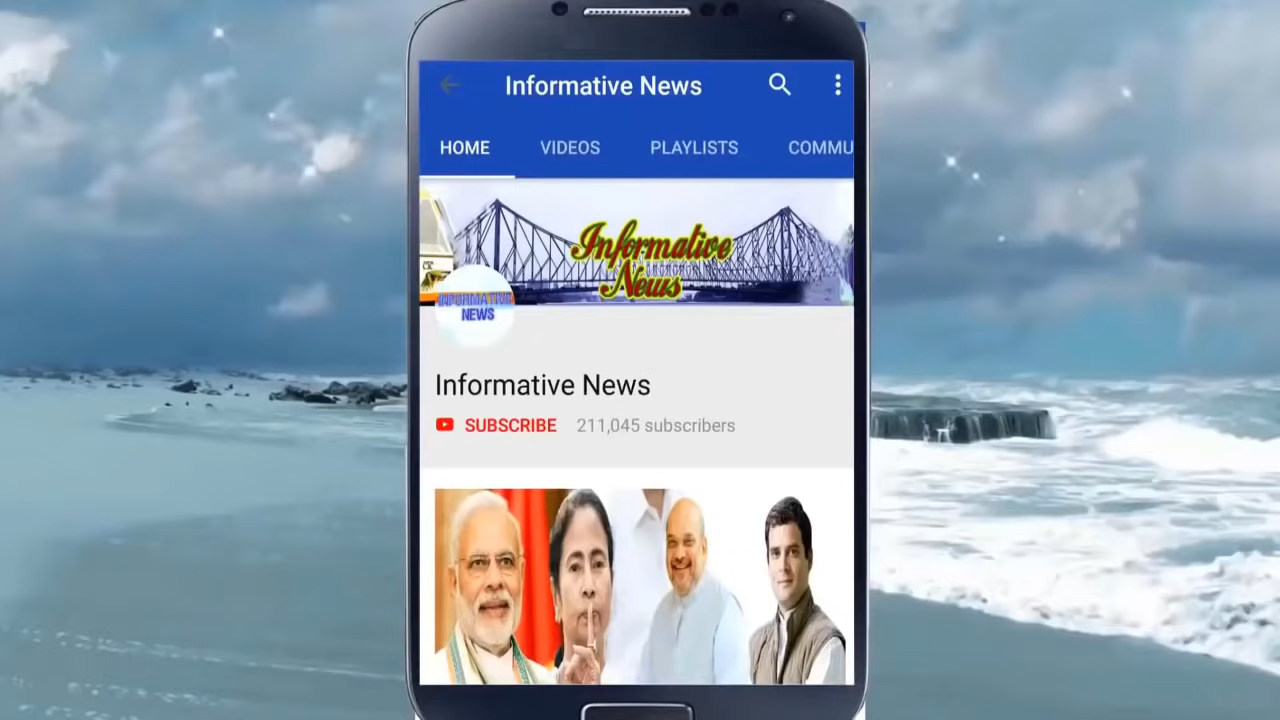 Informative News
HOME VIDEOS PLAYLISTS COMMU
Informative
News
INFORMATIVE
NEWS
Informative News
SUBSCRIBE 211,045 subscribers